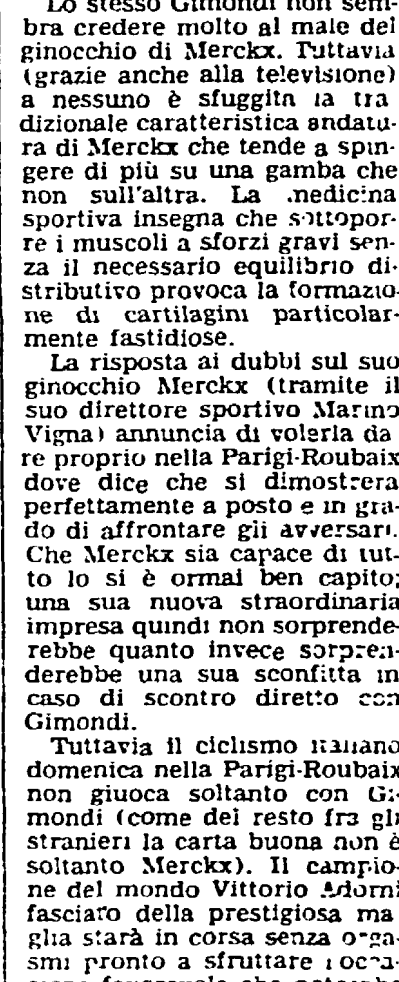 Lo stesso Gimondi non sem-
bra credere molto al male del
ginocchio di Merckx. Tuttavia
(grazie anche alla televisione)
a nessuno è sfuggita la tra
dizionale caratteristica andatu-
ra di Merckx che tende a spin-
gere di più su una gamba che
non sull'altra. La medicina
sportiva insegna che sottopor-
re i muscoli a sforzi gravi sen-
za il necessario equilibrio di-
stributivo provoca la formazio-
ne di cartilagini particolar-
mente fastidiose.
La risposta ai dubbi sul suo
ginocchio Merckx (tramite il
suo direttore sportivo Marino
Vigna) annuncia di volerla da
re proprio nella Parigi-Roubaix
dove dice che si dimostrera
perfettamente a posto e in gra-
do di affrontare gli avversari.
Che Merckx sia capace di tut-
to lo si è ormai ben capito;
una sua nuova straordinaria
impresa quindi non sorprende-
rebbe quanto invece sorpren-
derebbe una sua sconfitta in
caso di scontro diretto con
Gimondi.
Tuttavia il ciclismo italiano
domenica nella Parigi-Roubaix
non giuoca soltanto con Gi-
mondi (come del resto fra gli
stranieri la carta buona non è
soltanto Merckx). Il campio-
ne del mondo Vittorio Adorni
fasciato della prestigiosa ma
glia starà in corsa senza orga-
smi pronto a sfruttare l'occa-